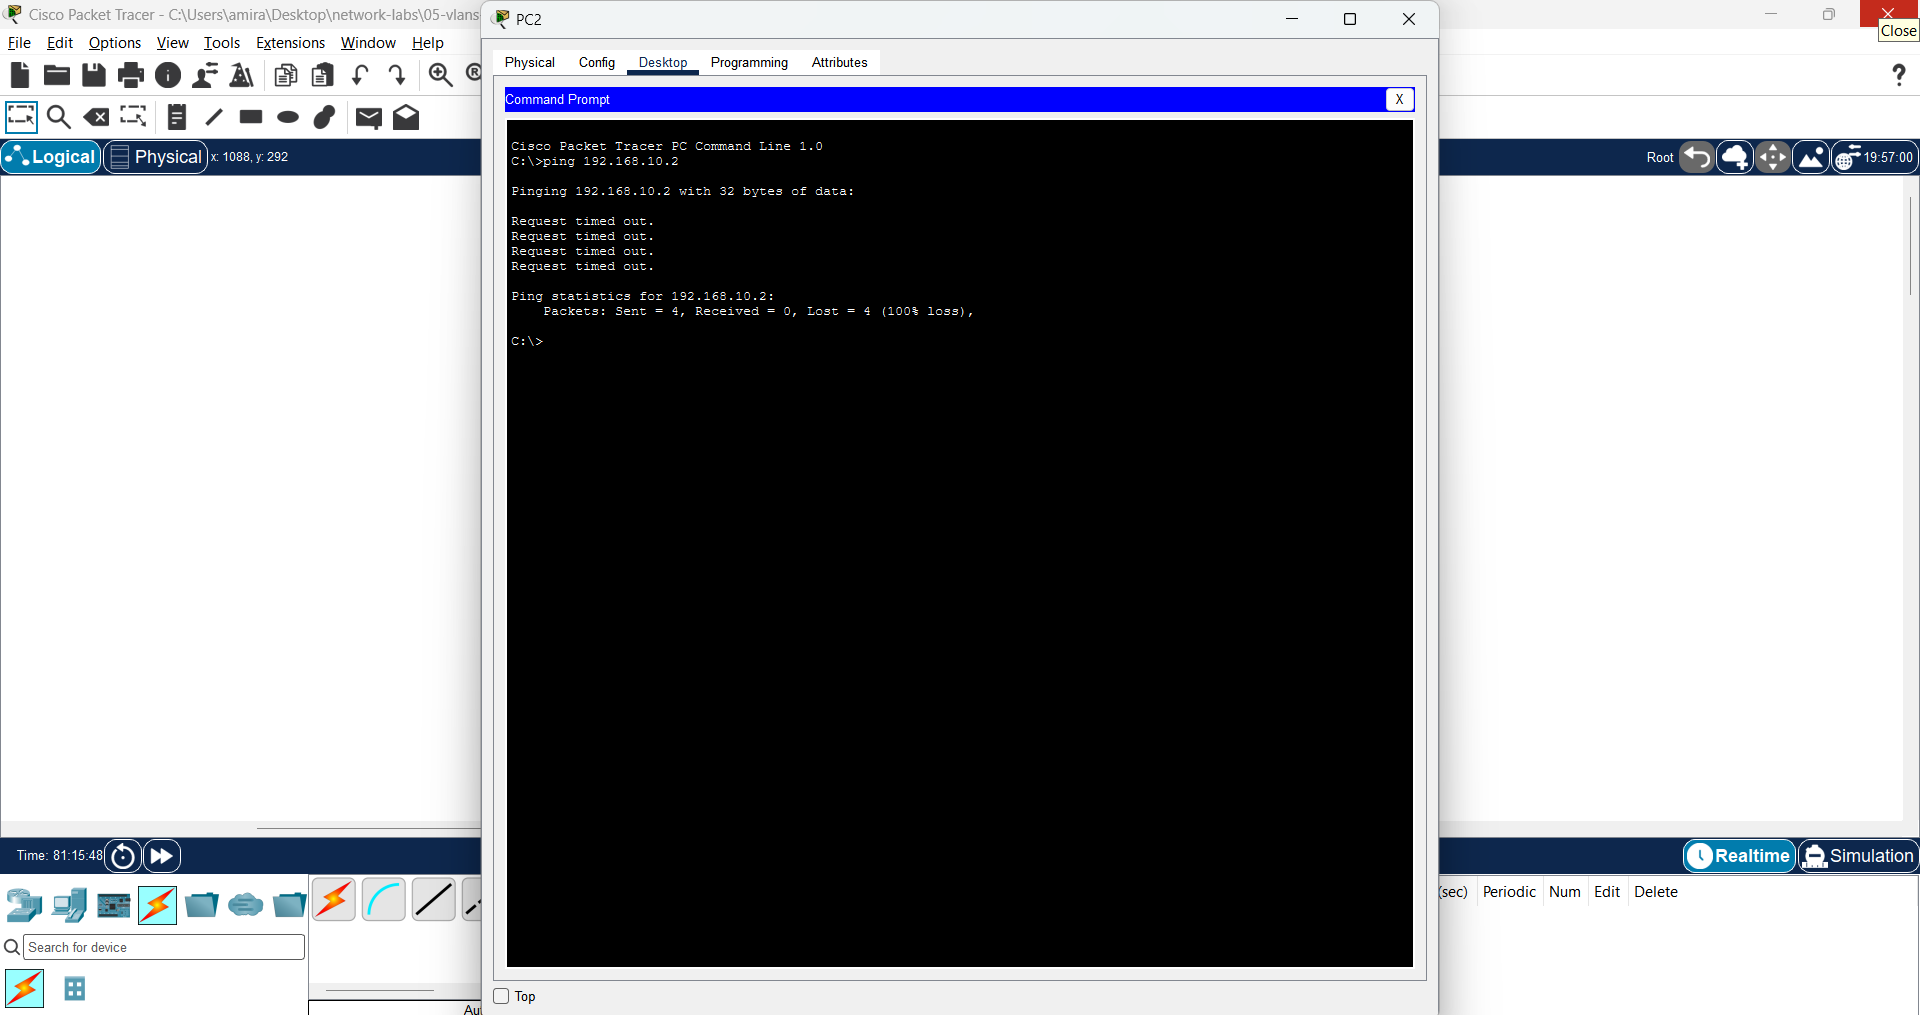 Cisco Packet Tracer - C:\Users\amira\Desktop\network-labs\05-vlans
PC2
Close
File Edit Options View Tools Extensions Window Help
Physical Config Desktop Programming Attributes
?
Command Prompt
X
Logical Physical x: 1088, y: 292
Root 19:57:00
Cisco Packet Tracer PC Command Line 1.0
C:\>ping 192.168.10.2
Pinging 192.168.10.2 with 32 bytes of data:
Request timed out.
Request timed out.
Request timed out.
Request timed out.
Ping statistics for 192.168.10.2:
Packets: Sent = 4, Received = 0, Lost = 4 (100% loss),
C:\>
Time: 81:15:48
Realtime Simulation
(sec) Periodic Num Edit Delete
Search for device
Top